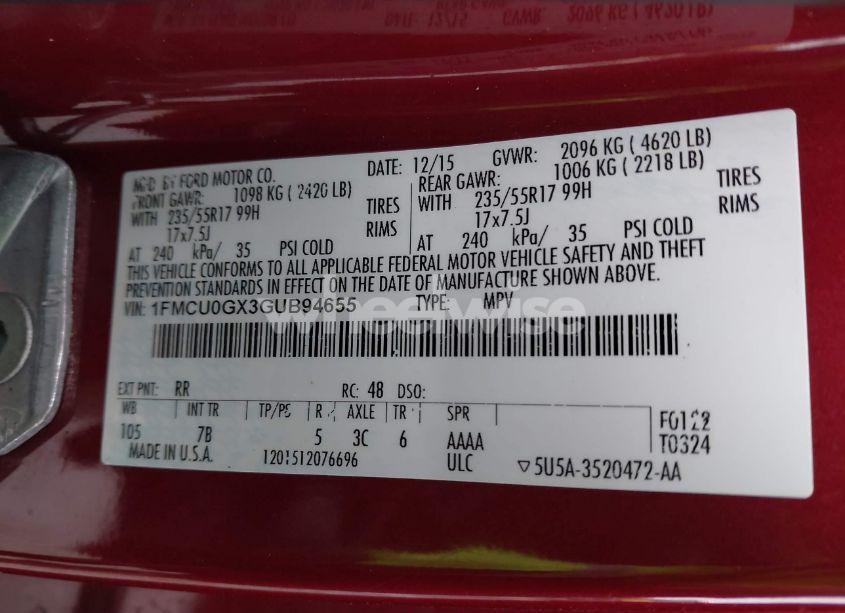 MFD BY FORD MOTOR CO. DATE: 12/15 GVWR: 2096 KG ( 4620 LB)
FRONT GAWR: 1098 KG ( 2420 LB) REAR GAWR: 1006 KG ( 2218 LB)
WITH 235/55R17 99H TIRES WITH 235/55R17 99H TIRES
17x7.5J RIMS 17x7.5J RIMS
AT 240 kPa/ 35 PSI COLD AT 240 kPa/ 35 PSI COLD
THIS VEHICLE CONFORMS TO ALL APPLICABLE FEDERAL MOTOR VEHICLE SAFETY AND THEFT
PREVENTION STANDARDS IN EFFECT ON THE DATE OF MANUFACTURE SHOWN ABOVE.
VIN: 1FMCU0GX3GUB94655 TYPE: MPV
wheelwise
EXT PNT: RR RC: 48 DSO:
WB INT TR TP/PS R AXLE TR SPR
105 7B 5 3C 6 AAAA
F0122
T0324
MADE IN U.S.A. 1201512076696 ULC 5U5A-3520472-AA